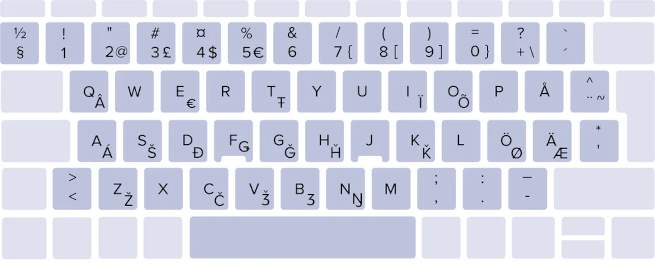 ½ ! " # ¤ % & / ( ) = ? `
§ 1 2 @ 3 £ 4 $ 5 € 6 7 { 8 [ 9 ] 0 } + \ ´
Q Â W E € R T Ŧ Y U I Ï O Õ P Å ^ ¨ ~
A Á S Š D Đ F Ǥ G Ǧ H Ȟ J K Ǩ L Ö Ø Ä Æ * '
> < Z Ž X C Č V Ǯ B Ʒ N Ŋ M ; , : . _ -